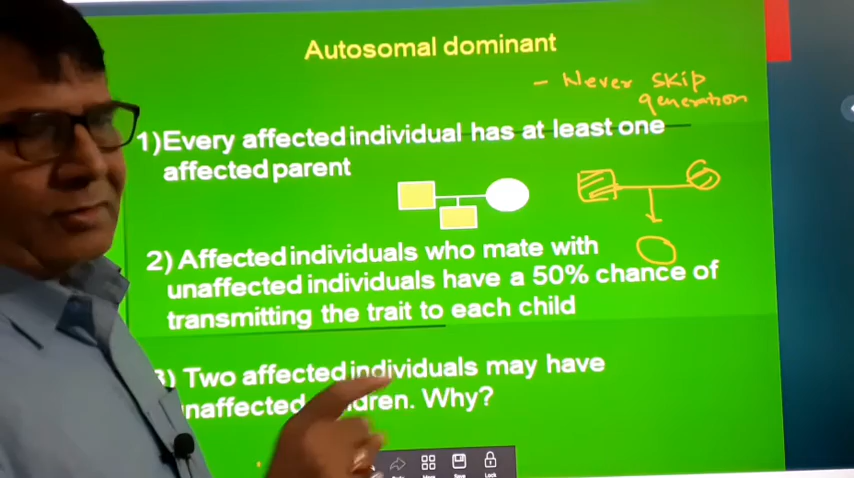 Autosomal dominant
- Never skip
generation
1) Every affected individual has at least one
affected parent
2) Affected individuals who mate with
unaffected individuals have a 50% chance of
transmitting the trait to each child
Two affected individuals may have
Why?
Save
Lock